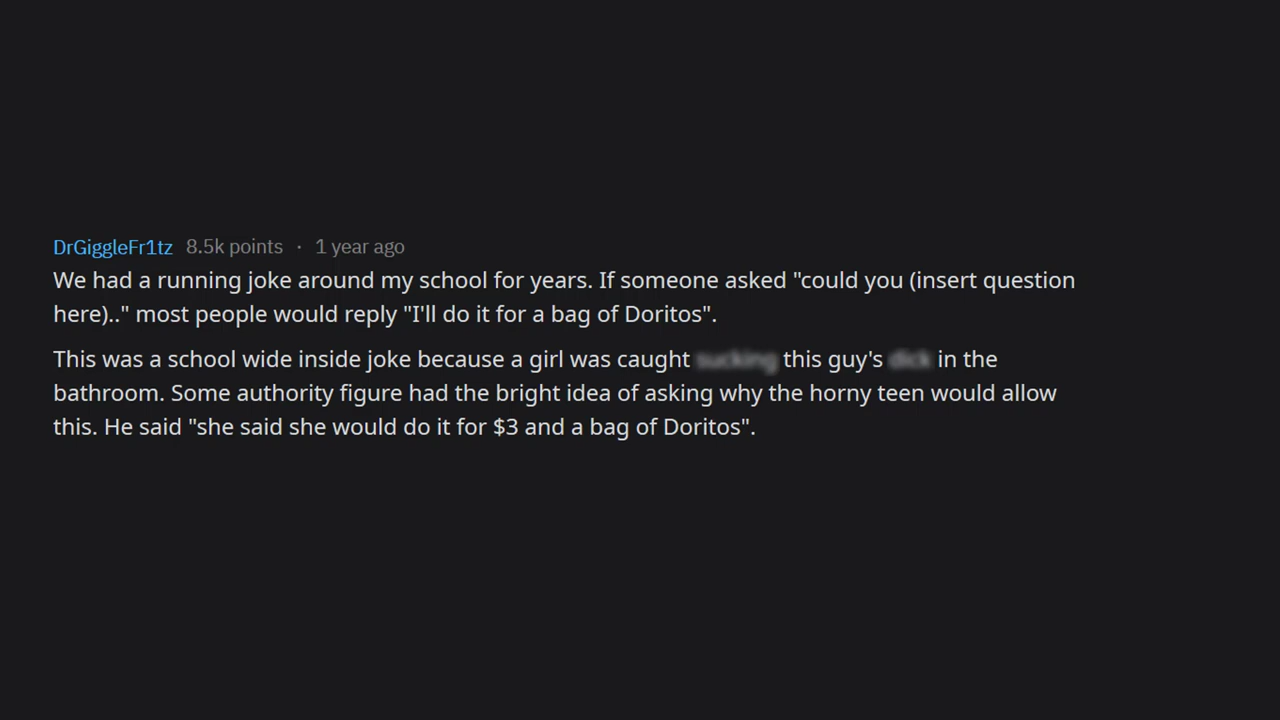 DrGiggleFr1tz 8.5k points · 1 year ago
We had a running joke around my school for years. If someone asked "could you (insert question
here).." most people would reply "I'll do it for a bag of Doritos".
This was a school wide inside joke because a girl was caught this guy's in the
bathroom. Some authority figure had the bright idea of asking why the horny teen would allow
this. He said "she said she would do it for $3 and a bag of Doritos".